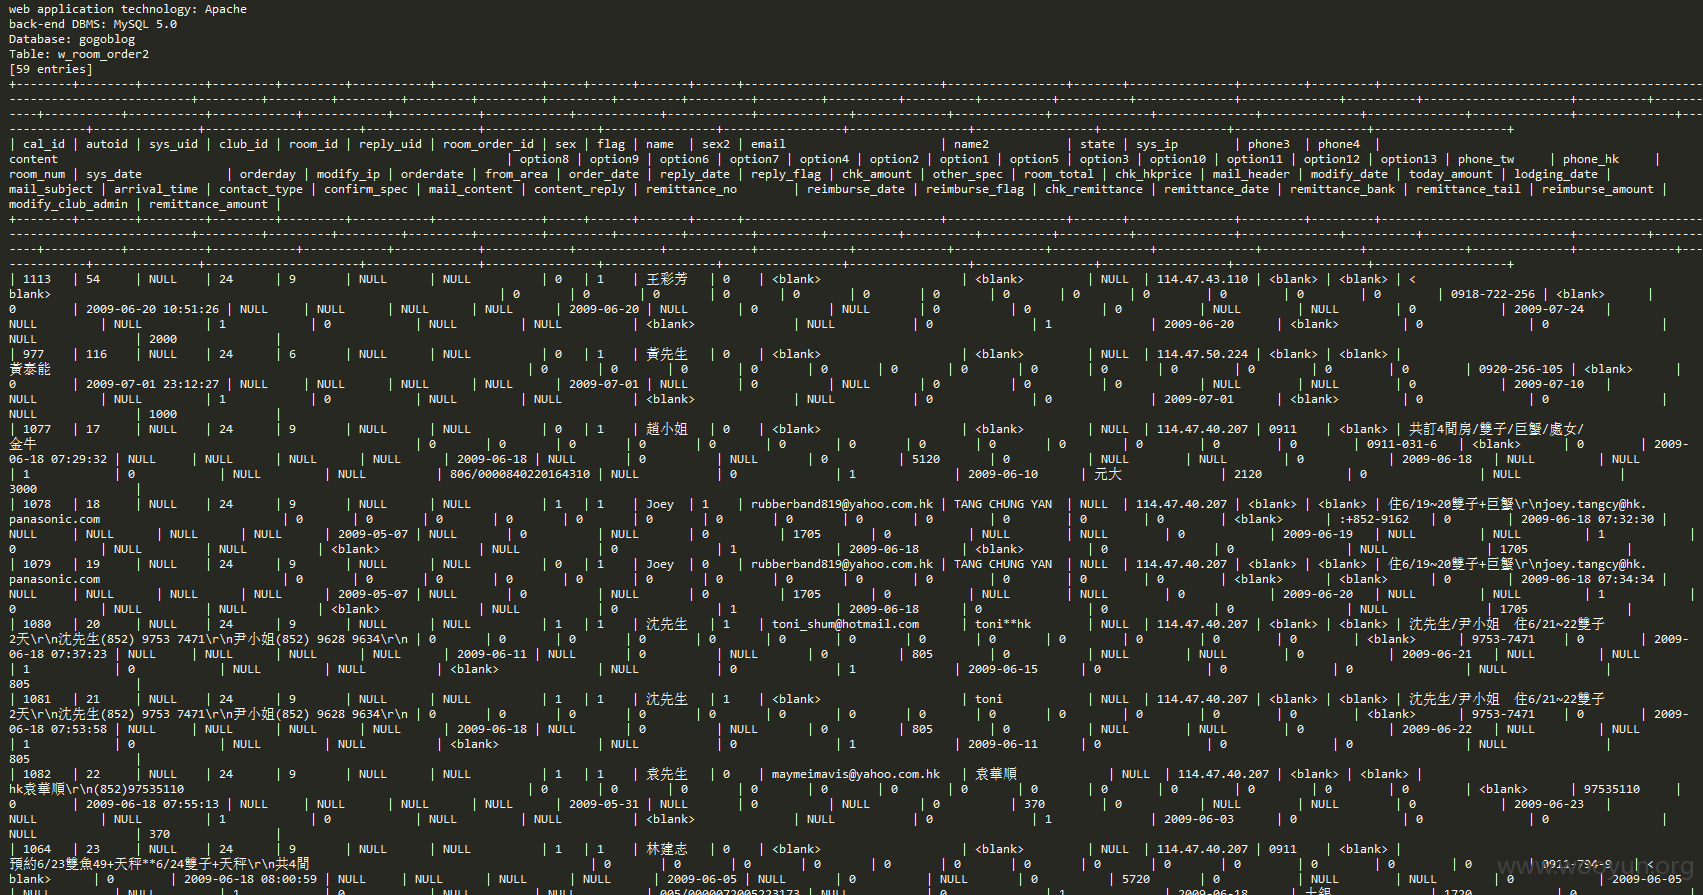 web application technology: Apache
back-end DBMS: MySQL 5.0
Database: gogoblog
Table: w_room_order2
[59 entries]
| cal_id | autoid | sys_uid | club_id | room_id | reply_uid | room_order_id | sex | flag | name | sex2 | email | name2 | state | sys_ip | phone3 | phone4 |
content | option8 | option9 | option6 | option7 | option4 | option2 | option1 | option5 | option3 | option10 | option11 | option12 | option13 | phone_tw | phone_hk |
room_num | sys_date | orderday | modify_ip | orderdate | from_area | order_date | reply_date | reply_flag | chk_amount | other_spec | room_total | chk_hkprice | mail_header | modify_date | today_amount | lodging_date |
mail_subject | arrival_time | contact_type | confirm_spec | mail_content | content_reply | remittance_no | reimburse_date | reimburse_flag | chk_remittance | remittance_date | remittance_bank | remittance_tail | reimburse_amount |
modify_club_admin | remittance_amount |
| 1113 | 54 | NULL | 24 | 9 | NULL | NULL | 0 | 1 | 王彩芳 | 0 | <blank> | <blank> | NULL | 114.47.43.110 | <blank> | <blank> | <
blank> | 0 | 0 | 0 | 0 | 0 | 0 | 0 | 0 | 0 | 0 | 0 | 0 | 0 | 0918-722-256 | <blank> |
0 | 2009-06-20 10:51:26 | NULL | NULL | NULL | NULL | 2009-06-20 | NULL | 0 | NULL | 0 | 0 | 0 | NULL | NULL | 0 | 2009-07-24 |
NULL | NULL | 1 | 0 | NULL | NULL | <blank> | NULL | 0 | 1 | 2009-06-20 | <blank> | 0 | 0 |
NULL | 2000 |
| 977 | 116 | NULL | 24 | 6 | NULL | NULL | 0 | 1 | 黃先生 | 0 | <blank> | <blank> | NULL | 114.47.50.224 | <blank> | <blank> |
黃泰能 | 0 | 0 | 0 | 0 | 0 | 0 | 0 | 0 | 0 | 0 | 0 | 0 | 0 | 0920-256-105 | <blank> |
0 | 2009-07-01 23:12:27 | NULL | NULL | NULL | NULL | 2009-07-01 | NULL | 0 | NULL | 0 | 0 | 0 | NULL | NULL | 0 | 2009-07-10 |
NULL | NULL | 1 | 0 | NULL | NULL | <blank> | NULL | 0 | 0 | 2009-07-01 | <blank> | 0 | 0 |
NULL | 1000 |
| 1077 | 17 | NULL | 24 | 9 | NULL | NULL | 0 | 1 | 趙小姐 | 0 | <blank> | <blank> | NULL | 114.47.40.207 | 0911 | <blank> | 共訂4間房/雙子/巨蟹/處女/
金牛 | 0 | 0 | 0 | 0 | 0 | 0 | 0 | 0 | 0 | 0 | 0 | 0 | 0 | 0911-031-6 | <blank> | 0 | 2009-
06-18 07:29:32 | NULL | NULL | NULL | NULL | 2009-06-18 | NULL | 0 | NULL | 0 | 5120 | 0 | NULL | NULL | 0 | 2009-06-18 | NULL | NULL
| 1 | 0 | NULL | NULL | 806/0000840220164310 | NULL | 0 | 1 | 2009-06-10 | 元大 | 2120 | 0 | NULL |
3000 |
| 1078 | 18 | NULL | 24 | 9 | NULL | NULL | 1 | 1 | Joey | 1 | rubberband819@yahoo.com.hk | TANG CHUNG YAN | NULL | 114.47.40.207 | <blank> | <blank> | 住6/19~20雙子+巨蟹\r\njoey.tangcy@hk.
panasonic.com | 0 | 0 | 0 | 0 | 0 | 0 | 0 | 0 | 0 | 0 | 0 | 0 | 0 | <blank> | :+852-9162 | 0 | 2009-06-18 07:32:30 |
NULL | NULL | NULL | NULL | 2009-05-07 | NULL | 0 | NULL | 0 | 1705 | 0 | NULL | NULL | 0 | 2009-06-19 | NULL | NULL | 1 |
0 | NULL | NULL | <blank> | NULL | 0 | 1 | 2009-06-18 | <blank> | 0 | 0 | NULL | 1705 |
| 1079 | 19 | NULL | 24 | 9 | NULL | NULL | 0 | 1 | Joey | 0 | rubberband819@yahoo.com.hk | TANG CHUNG YAN | NULL | 114.47.40.207 | <blank> | <blank> | 住6/19~20雙子+巨蟹\r\njoey.tangcy@hk.
panasonic.com | 0 | 0 | 0 | 0 | 0 | 0 | 0 | 0 | 0 | 0 | 0 | 0 | 0 | <blank> | <blank> | 0 | 2009-06-18 07:34:34 |
NULL | NULL | NULL | NULL | 2009-05-07 | NULL | 0 | NULL | 0 | 1705 | 0 | NULL | NULL | 0 | 2009-06-20 | NULL | NULL | 1 |
0 | NULL | NULL | <blank> | NULL | 0 | 1 | 2009-06-18 | 0 | 0 | 0 | NULL | 1705 |
| 1080 | 20 | NULL | 24 | 9 | NULL | NULL | 1 | 1 | 沈先生 | 1 | toni_shum@hotmail.com | toni**hk | NULL | 114.47.40.207 | <blank> | <blank> | 沈先生/尹小姐 住6/21~22雙子
2天\r\n沈先生(852) 9753 7471\r\n尹小姐(852) 9628 9634\r\n | 0 | 0 | 0 | 0 | 0 | 0 | 0 | 0 | 0 | 0 | 0 | 0 | 0 | <blank> | 9753-7471 | 0 | 2009-
06-18 07:37:23 | NULL | NULL | NULL | NULL | 2009-06-11 | NULL | 0 | NULL | 0 | 805 | 0 | NULL | NULL | 0 | 2009-06-21 | NULL | NULL
| 1 | 0 | NULL | NULL | <blank> | NULL | 0 | 1 | 2009-06-15 | 0 | 0 | 0 | NULL |
805 |
| 1081 | 21 | NULL | 24 | 9 | NULL | NULL | 1 | 1 | 沈先生 | 1 | <blank> | toni | NULL | 114.47.40.207 | <blank> | <blank> | 沈先生/尹小姐 住6/21~22雙子
2天\r\n沈先生(852) 9753 7471\r\n尹小姐(852) 9628 9634\r\n | 0 | 0 | 0 | 0 | 0 | 0 | 0 | 0 | 0 | 0 | 0 | 0 | 0 | <blank> | 9753-7471 | 0 | 2009-
06-18 07:53:58 | NULL | NULL | NULL | NULL | 2009-06-18 | NULL | 0 | NULL | 0 | 805 | 0 | NULL | NULL | 0 | 2009-06-22 | NULL | NULL
| 1 | 0 | NULL | NULL | <blank> | NULL | 0 | 1 | 2009-06-11 | 0 | 0 | 0 | NULL |
805 |
| 1082 | 22 | NULL | 24 | 9 | NULL | NULL | 1 | 1 | 袁先生 | 0 | maymeimavis@yahoo.com.hk | 袁華順 | NULL | 114.47.40.207 | <blank> | <blank> |
hk袁華順\r\n(852)97535110 | 0 | 0 | 0 | 0 | 0 | 0 | 0 | 0 | 0 | 0 | 0 | 0 | 0 | <blank> | 97535110 |
0 | 2009-06-18 07:55:13 | NULL | NULL | NULL | NULL | 2009-05-31 | NULL | 0 | NULL | 0 | 370 | 0 | NULL | NULL | 0 | 2009-06-23 |
NULL | NULL | 1 | 0 | NULL | NULL | <blank> | NULL | 0 | 1 | 2009-06-03 | 0 | 0 | 0 |
NULL | 370 |
| 1064 | 23 | NULL | 24 | 9 | NULL | NULL | 1 | 1 | 林建志 | 0 | <blank> | <blank> | NULL | 114.47.40.207 | 0911 | <blank> |
預約6/23雙魚49+天秤**6/24雙子+天秤\r\n共4間 | 0 | 0 | 0 | 0 | 0 | 0 | 0 | 0 | 0 | 0 | 0 | 0 | 0 | 0911-794-9 | <
blank> | 0 | 2009-06-18 08:00:59 | NULL | NULL | NULL | NULL | 2009-06-05 | NULL | 0 | NULL | 0 | 5720 | 0 | NULL | NULL | 0 | 2009-06-05
www.wooyun.org